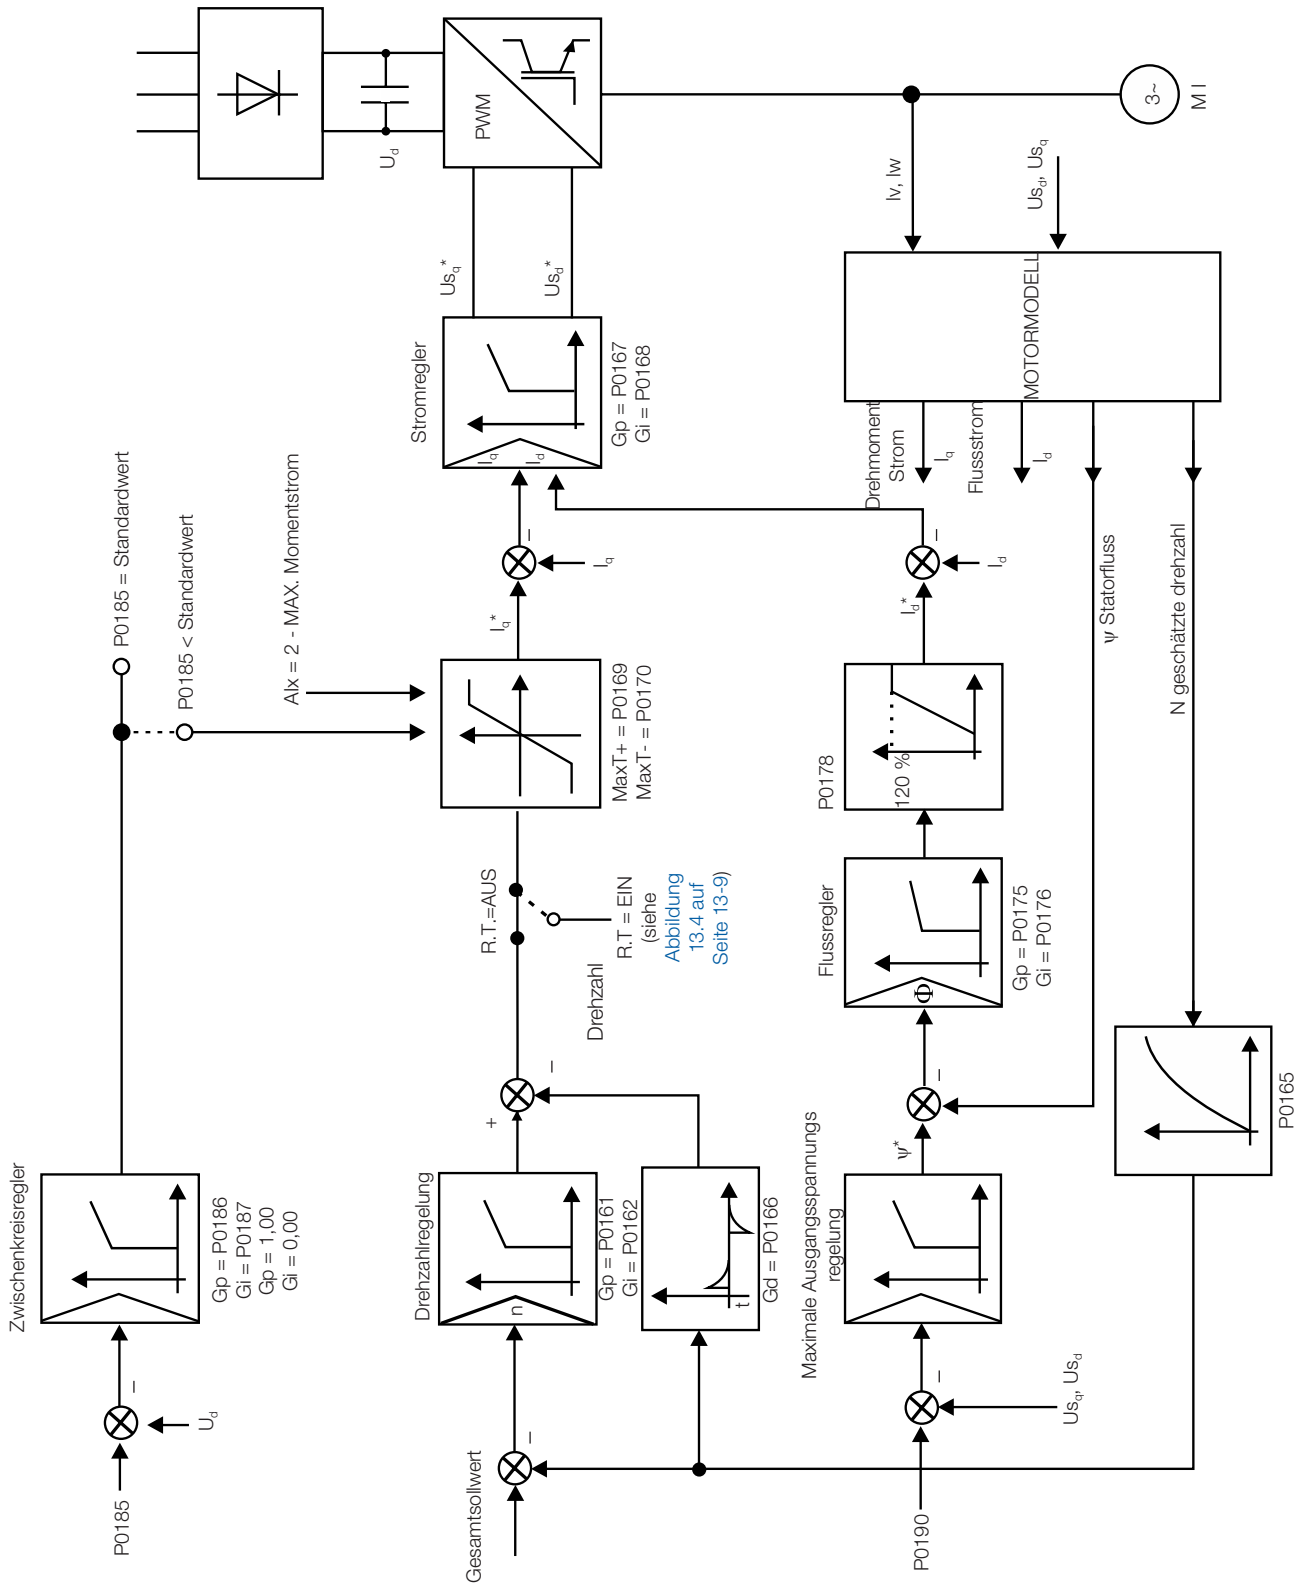 Zwischenkreisregler
P0185
U_d
–
Gp = P0186
Gi = P0187
Gp = 1,00
Gi = 0,00
P0185 = Standardwert
P0185 < Standardwert
AIx = 2 - MAX. Momentstrom
Gesamtsollwert
–
Drehzahlregelung
n
Gp = P0161
Gi = P0162
t
Gd = P0166
+
–
Drehzahl
R.T.=AUS
R.T = EIN
(siehe
Abbildung
13.4 auf
Seite 13-9)
MaxT+ = P0169
MaxT- = P0170
I_q*
–
I_q
Stromregler
I_q
I_d
Gp = P0167
Gi = P0168
Us_q*
Us_d*
U_d
PWM
P0190
–
Us_q, Us_d
Maximale Ausgangsspannungs
regelung
ψ*
–
Flussregler
Φ
Gp = P0175
Gi = P0176
P0178
120 %
I_d*
–
I_d
Drehmoment
Strom
I_q
Flussstrom
I_d
ψ Statorfluss
N geschätzte drehzahl
P0165
MOTORMODELL
Iv, Iw
Us_d, Us_q
3~
M I